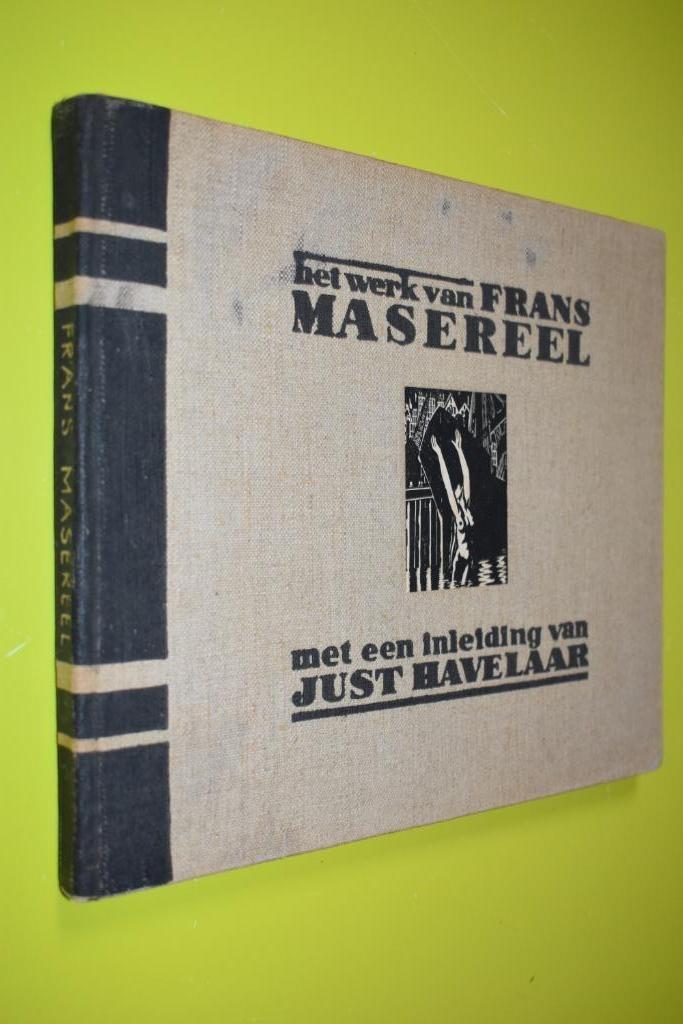 het werk van FRANS
MASEREEL
met een inleiding van
JUST HAVELAAR
FRANS MASEREEL